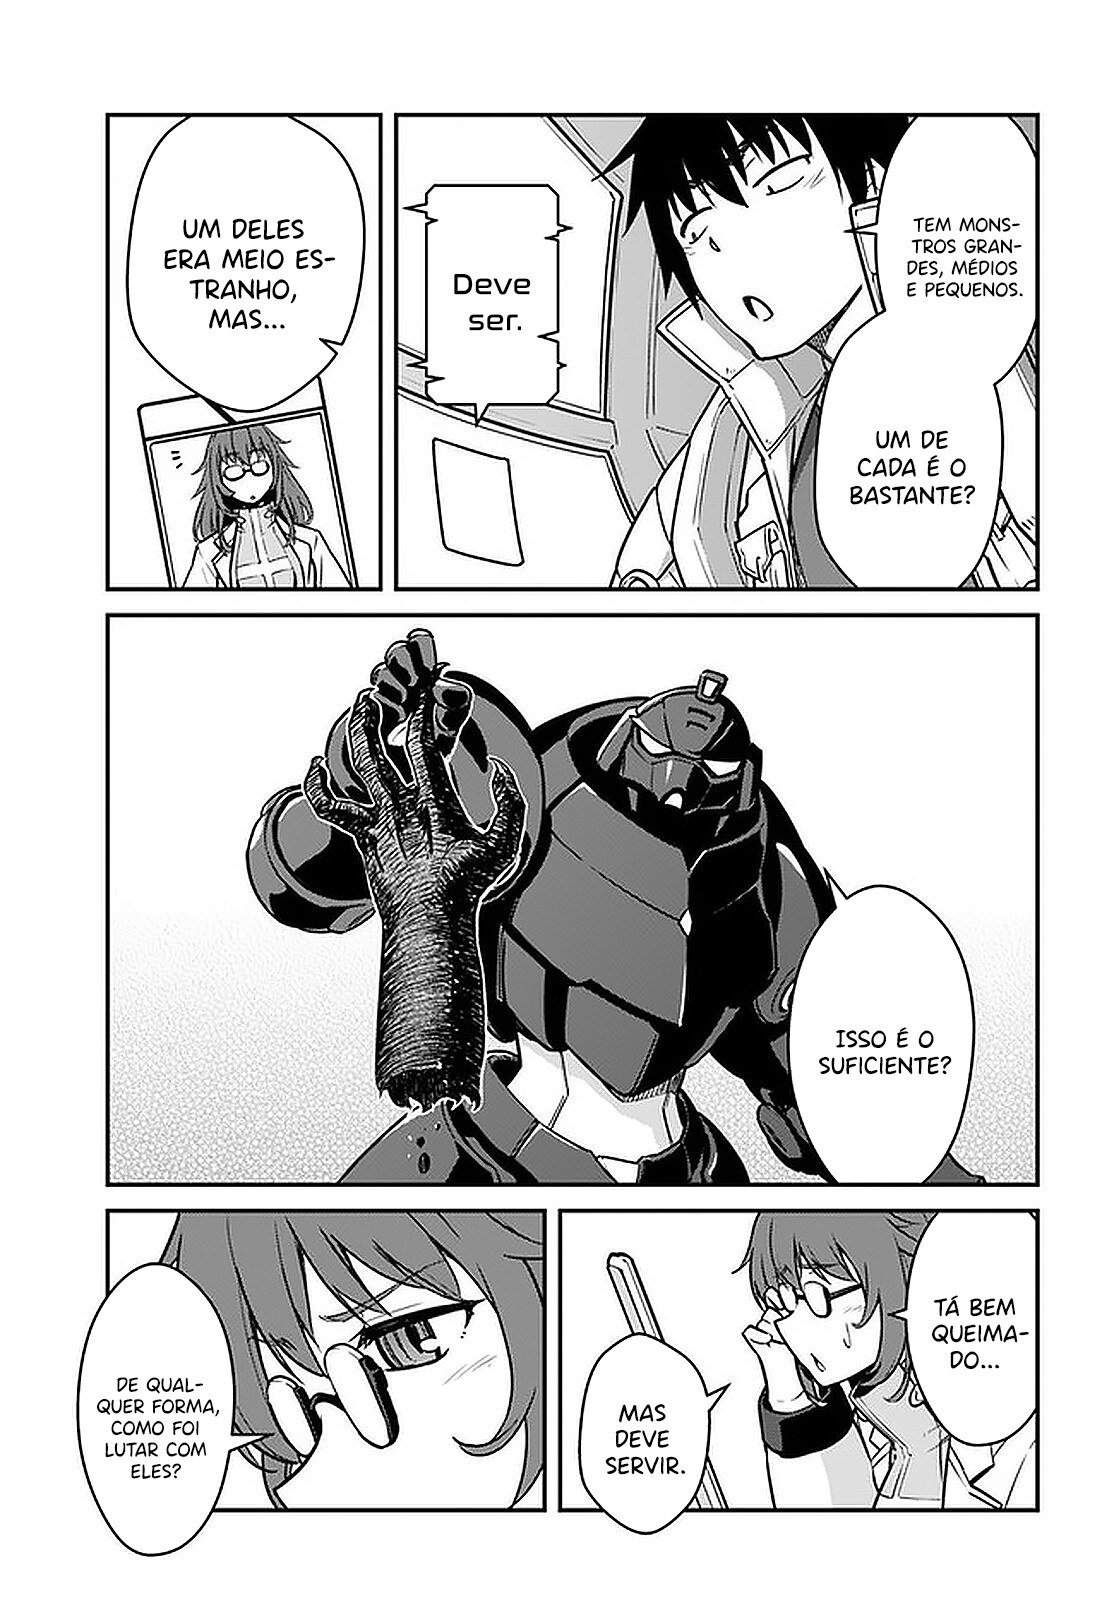 TEM MONS-
TROS GRAN-
DES, MÉDIOS
E PEQUENOS.
UM DE
CADA É O
BASTANTE?
Deve
ser.
UM DELES
ERA MEIO ES-
TRANHO,
MAS...
ISSO É O
SUFICIENTE?
TÁ BEM
QUEIMA-
DO...
MAS
DEVE
SERVIR.
DE QUAL-
QUER FORMA,
COMO FOI
LUTAR COM
ELES?